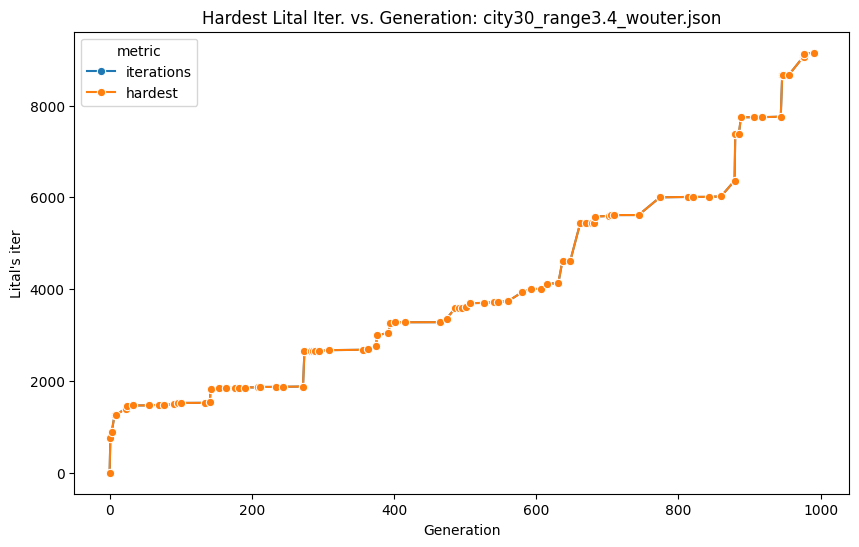 Hardest Lital Iter. vs. Generation: city30_range3.4_wouter.json
metric
iterations
hardest
Lital's iter
8000
6000
4000
2000
0
0 200 400 600 800 1000
Generation